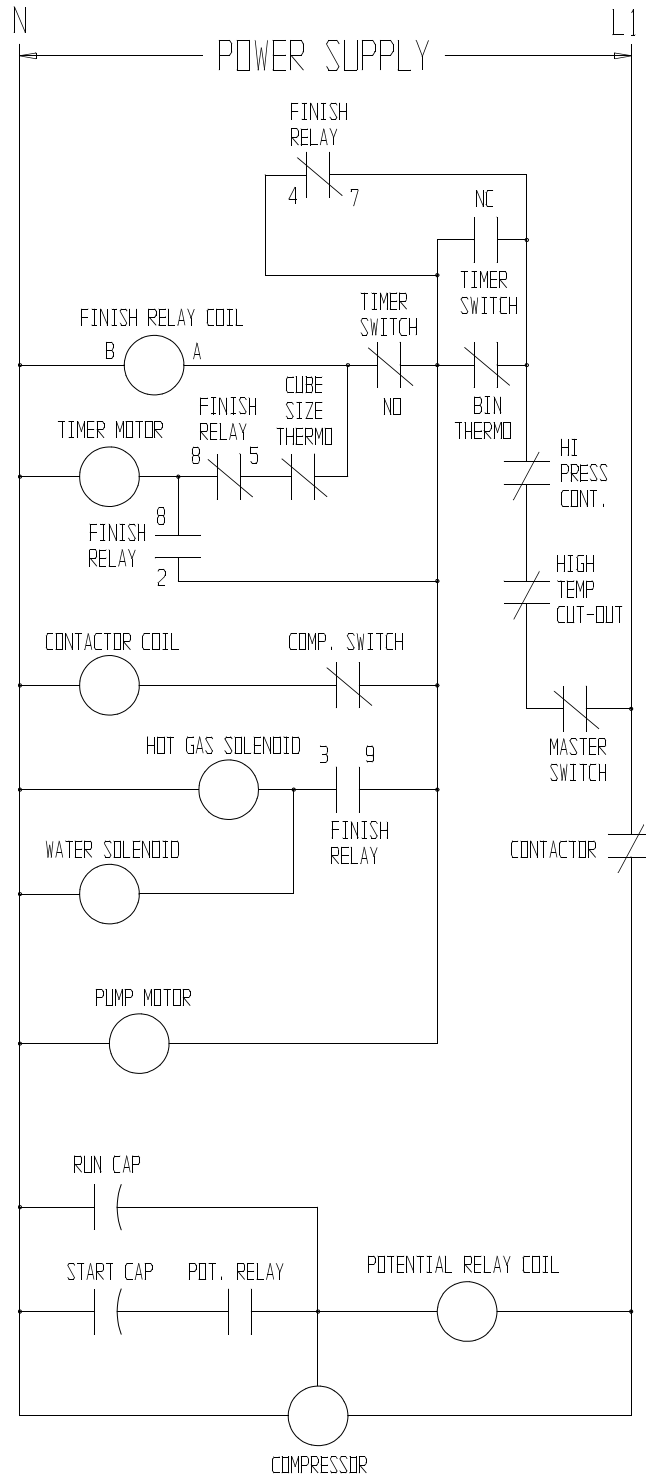 N
L1
POWER SUPPLY
FINISH
RELAY
4
7
NC
TIMER
SWITCH
TIMER
SWITCH
FINISH RELAY COIL
B
A
NO
BIN
THERMO
CUBE
SIZE
THERMO
FINISH
RELAY
8
5
TIMER MOTOR
HI
PRESS
CONT.
8
FINISH
RELAY
2
HIGH
TEMP
CUT-OUT
CONTACTOR COIL
COMP. SWITCH
MASTER
SWITCH
HOT GAS SOLENOID
3
9
FINISH
RELAY
WATER SOLENOID
CONTACTOR
PUMP MOTOR
RUN CAP
START CAP
POT. RELAY
POTENTIAL RELAY COIL
COMPRESSOR